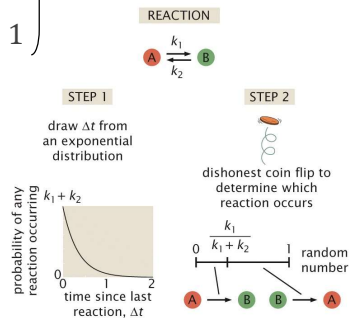 1
REACTION
k1
A B
k2
STEP 1
draw Δt from
an exponential
distribution
probability of any
reaction occurring
k1 + k2
0
0 1 2
time since last
reaction, Δt
STEP 2
dishonest coin flip to
determine which
reaction occurs
k1
k1 + k2
0 1
random
number
A B B A